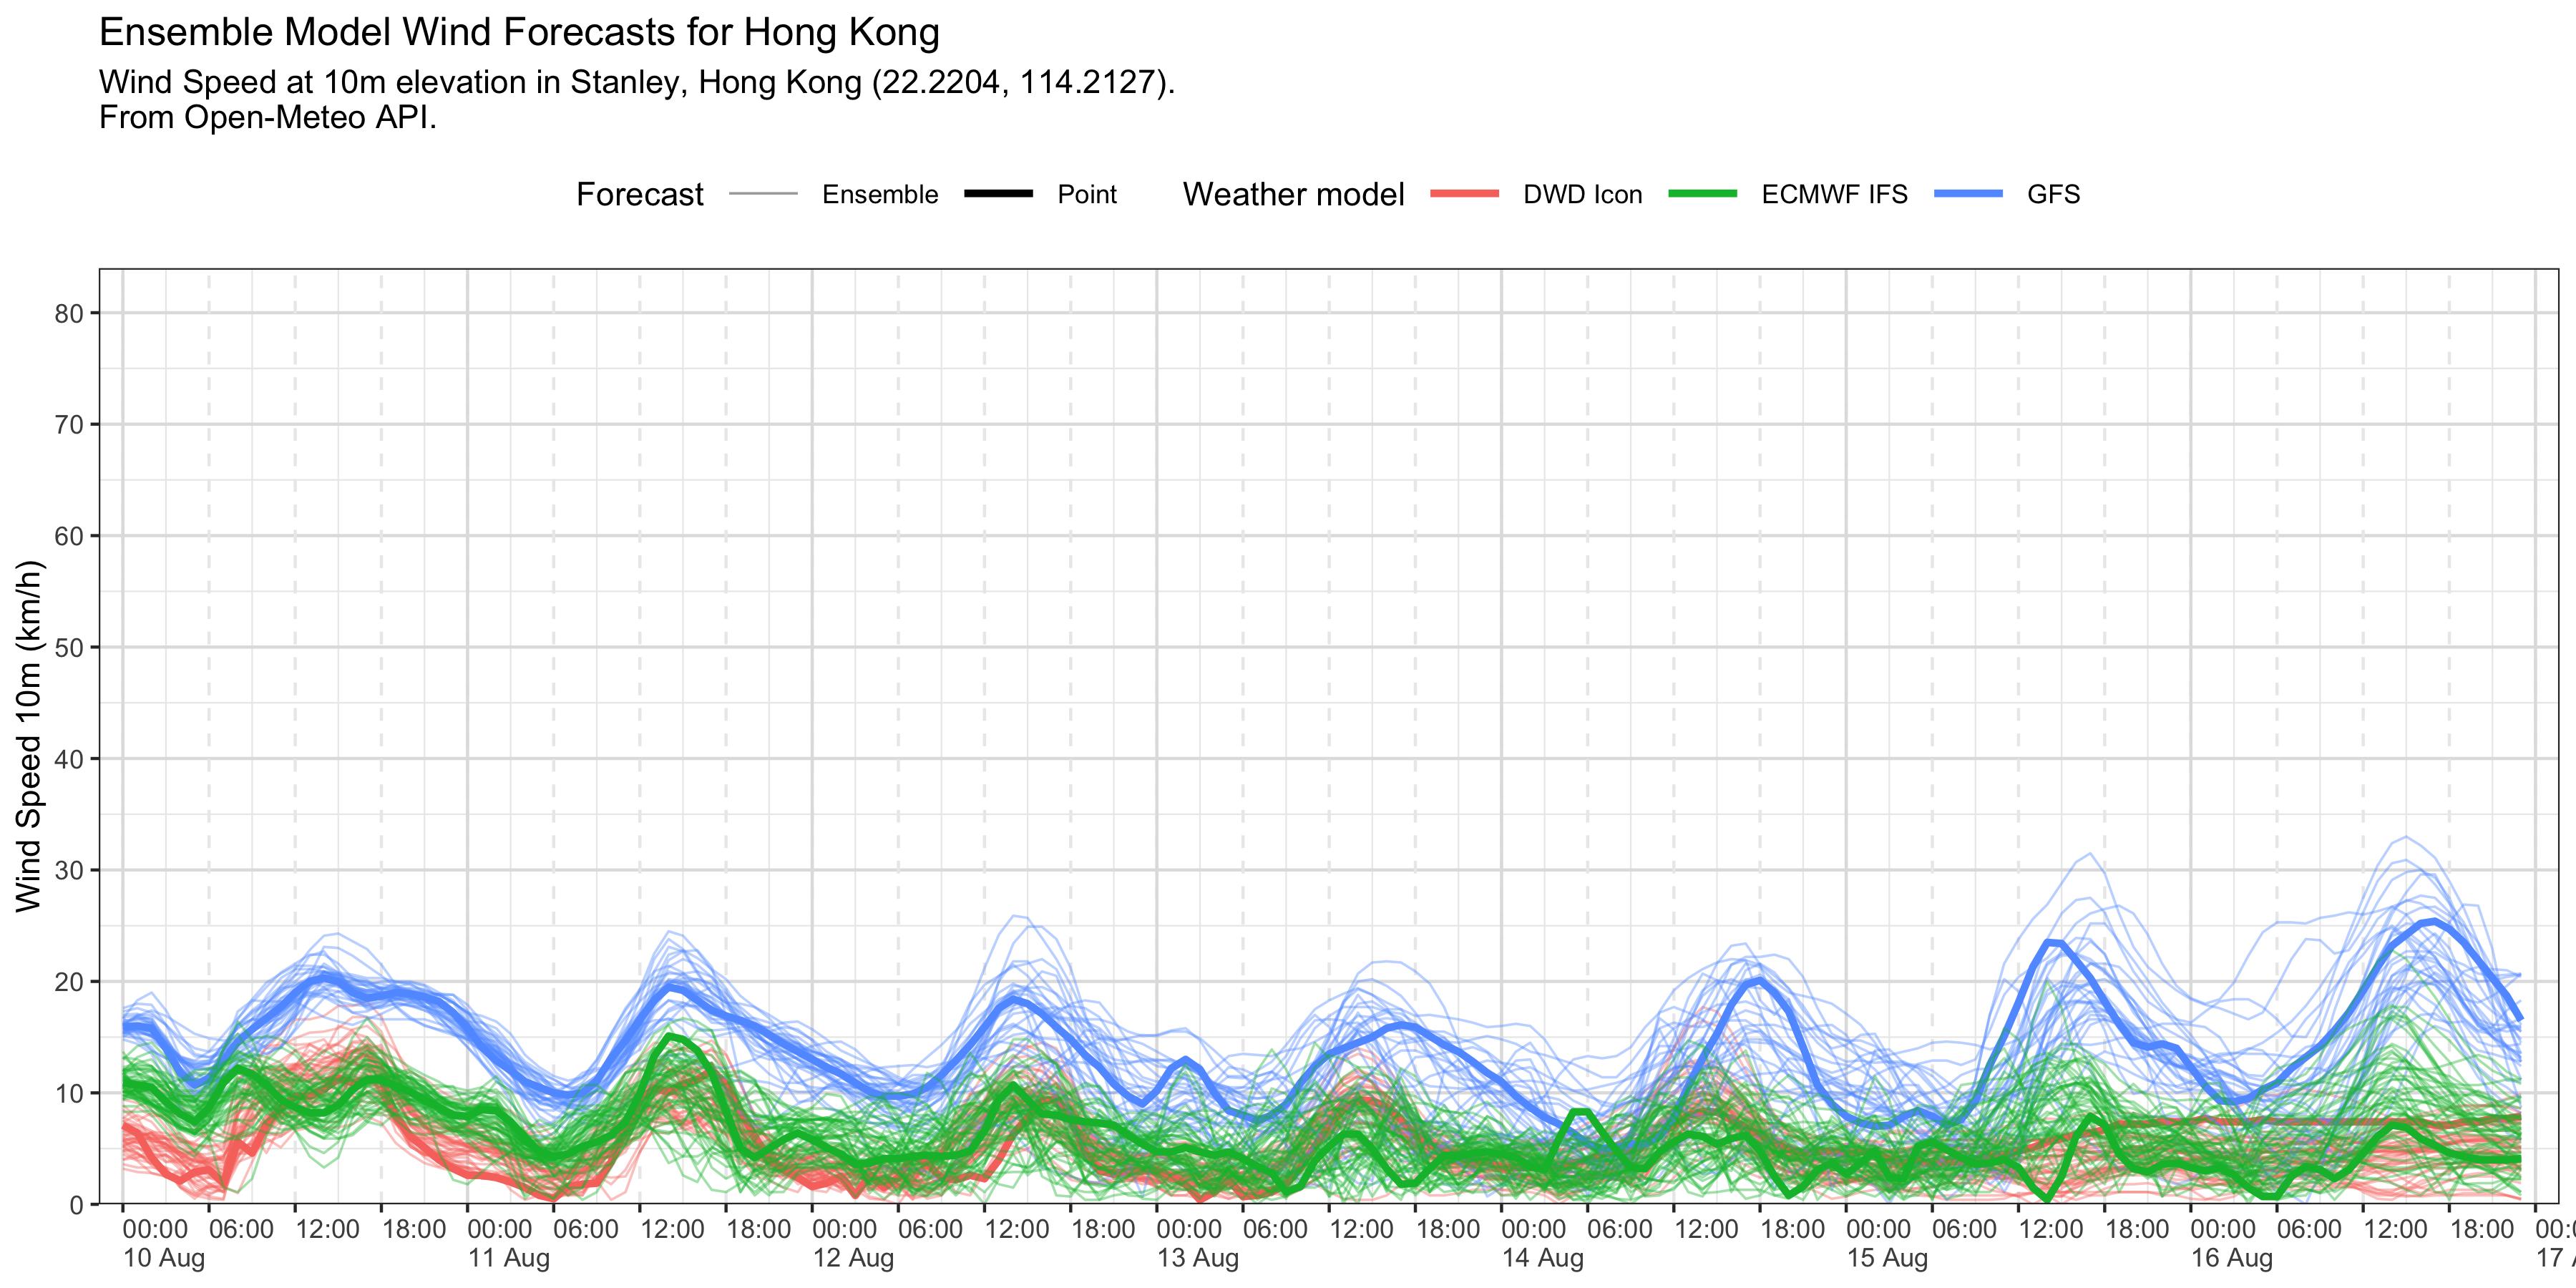 Ensemble Model Wind Forecasts for Hong Kong
Wind Speed at 10m elevation in Stanley, Hong Kong (22.2204, 114.2127).
From Open-Meteo API.
Forecast Ensemble Point Weather model DWD Icon ECMWF IFS GFS
Wind Speed 10m (km/h)
80
70
60
50
40
30
20
10
0
00:00 06:00 12:00 18:00 00:00 06:00 12:00 18:00 00:00 06:00 12:00 18:00 00:00 06:00 12:00 18:00 00:00 06:00 12:00 18:00 00:00 06:00 12:00 18:00 00:00 06:00 12:00 18:00
10 Aug 11 Aug 12 Aug 13 Aug 14 Aug 15 Aug 16 Aug 17